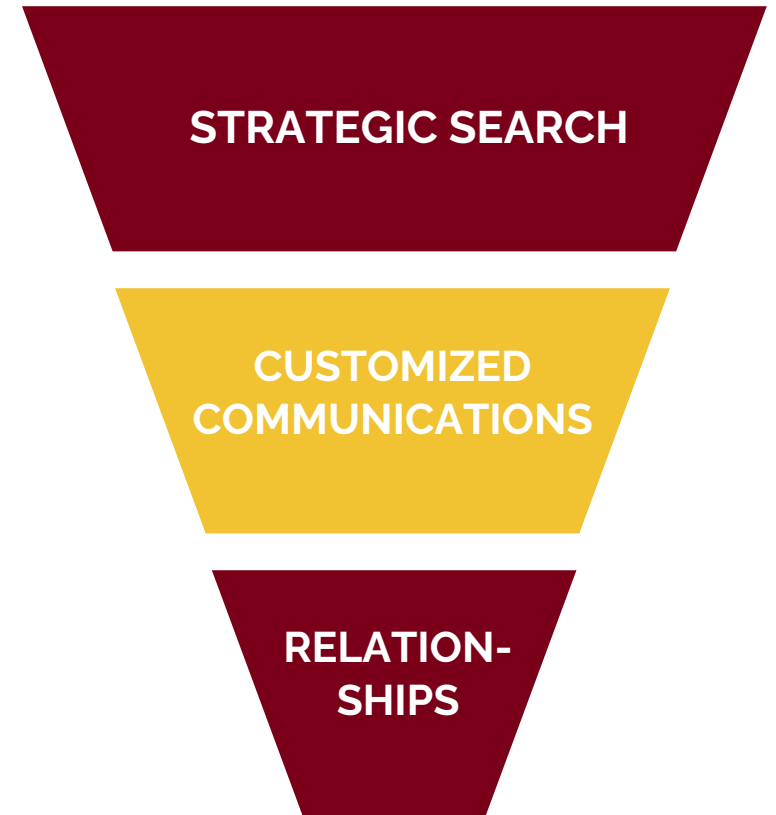 STRATEGIC SEARCH
CUSTOMIZED
COMMUNICATIONS
RELATION-
SHIPS